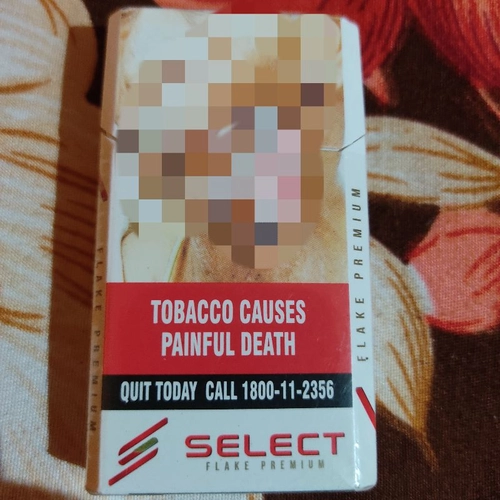 TOBACCO CAUSES
PAINFUL DEATH
QUIT TODAY CALL 1800-11-2356
SELECT
FLAKE PREMIUM
FLAKE PREMIUM
FLAKE PREMIUM